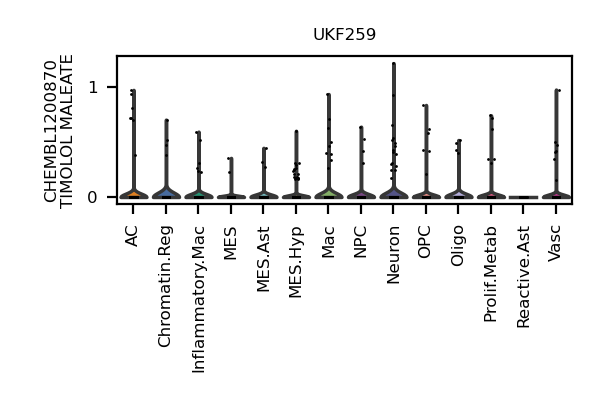 UKF259
CHEMBL1200870
TIMOLOL MALEATE
1
0
AC
Chromatin.Reg
Inflammatory.Mac
MES
MES.Ast
MES.Hyp
Mac
NPC
Neuron
OPC
Oligo
Prolif.Metab
Reactive.Ast
Vasc